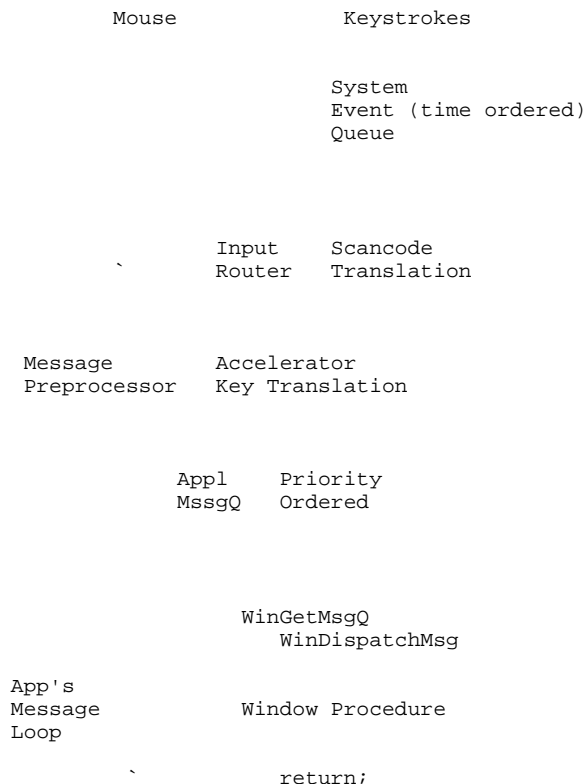 Mouse Keystrokes
System
Event (time ordered)
Queue
Input Scancode
` Router Translation
Message Accelerator
Preprocessor Key Translation
Appl Priority
MssgQ Ordered
WinGetMsgQ
WinDispatchMsg
App's
Message Window Procedure
Loop
` return;